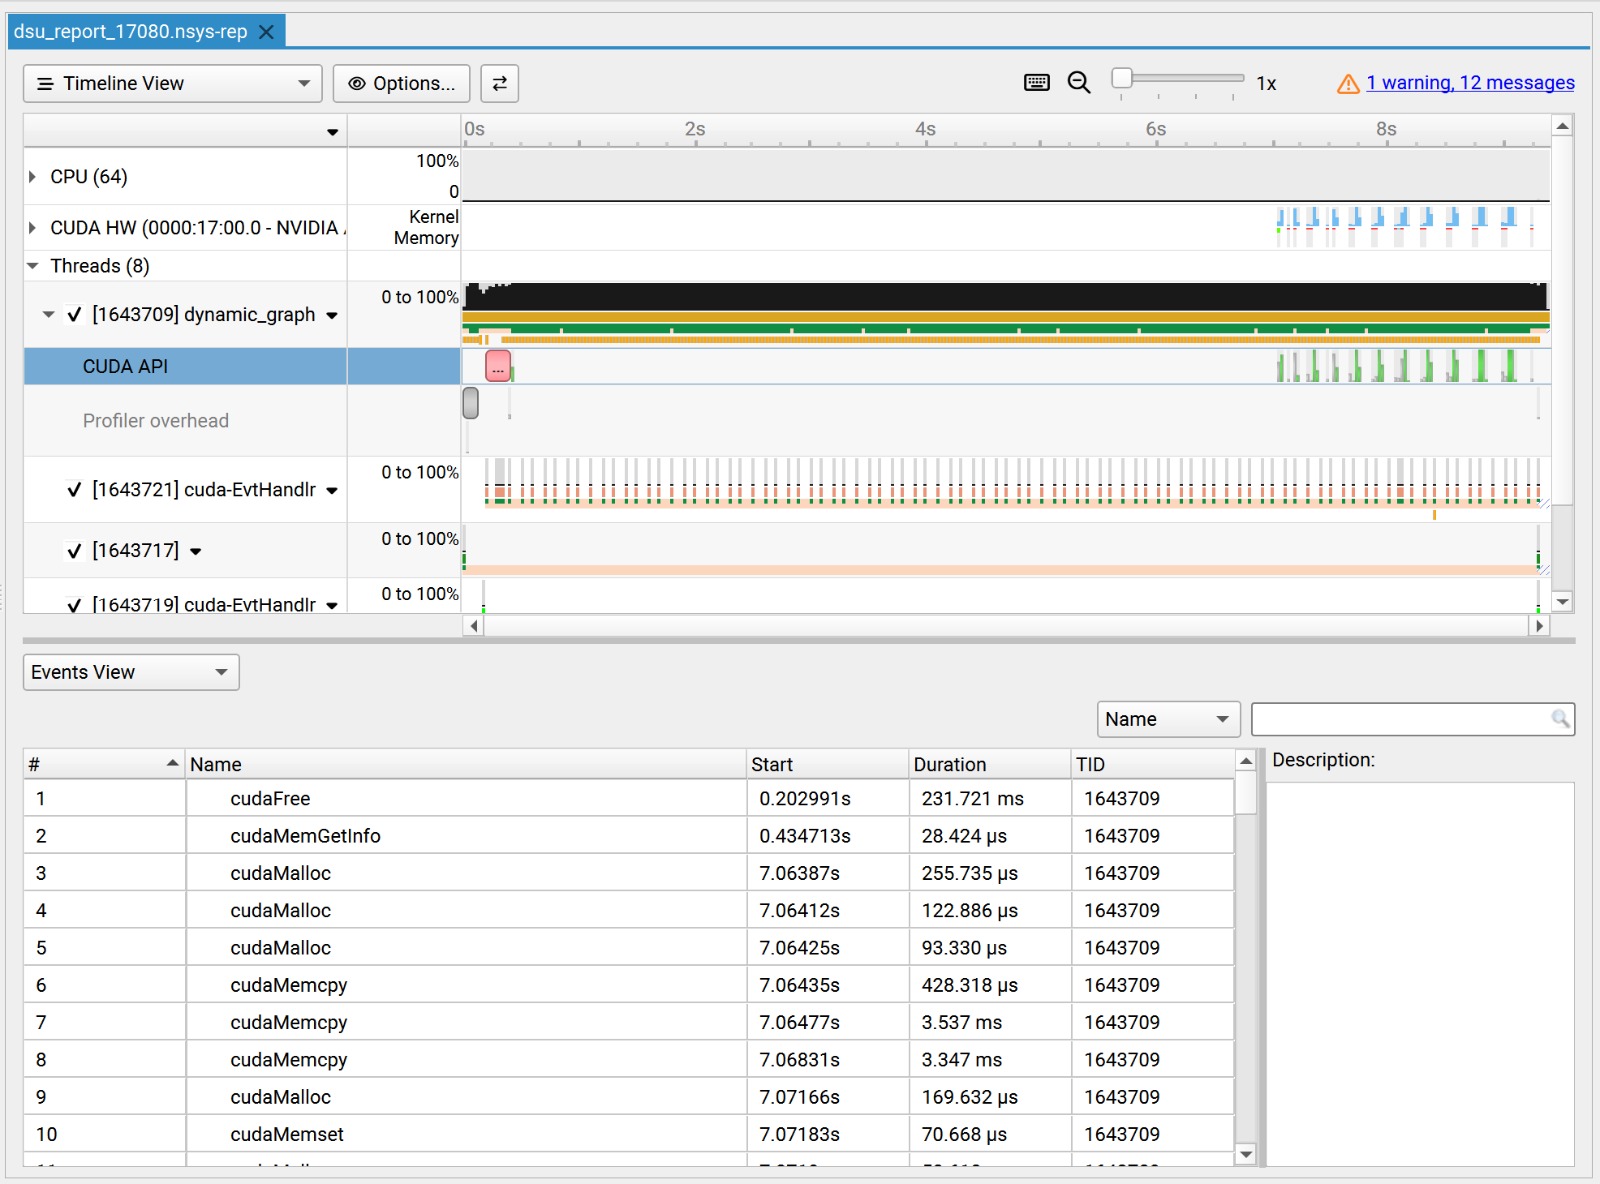 dsu_report_17080.nsys-rep
Timeline View
Options...
1x
1 warning, 12 messages
0s 2s 4s 6s 8s
CPU (64)
100%
0
CUDA HW (0000:17:00.0 - NVIDIA
Kernel
Memory
Threads (8)
[1643709] dynamic_graph
0 to 100%
CUDA API
...
Profiler overhead
[1643721] cuda-EvtHandlr
0 to 100%
[1643717]
0 to 100%
[1643719] cuda-EvtHandlr
0 to 100%
Events View
Name
# Name Start Duration TID
Description:
1 cudaFree 0.202991s 231.721 ms 1643709
2 cudaMemGetInfo 0.434713s 28.424 µs 1643709
3 cudaMalloc 7.06387s 255.735 µs 1643709
4 cudaMalloc 7.06412s 122.886 µs 1643709
5 cudaMalloc 7.06425s 93.330 µs 1643709
6 cudaMemcpy 7.06435s 428.318 µs 1643709
7 cudaMemcpy 7.06477s 3.537 ms 1643709
8 cudaMemcpy 7.06831s 3.347 ms 1643709
9 cudaMalloc 7.07166s 169.632 µs 1643709
10 cudaMemset 7.07183s 70.668 µs 1643709